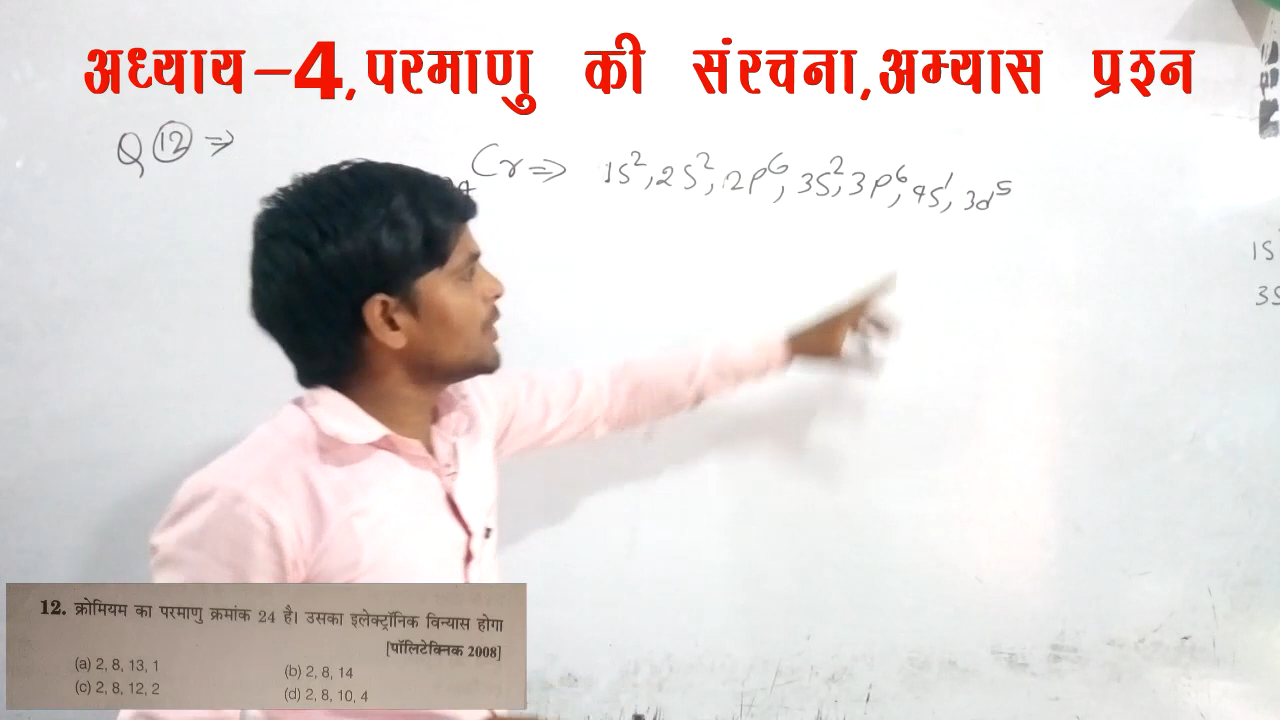 अध्याय-4,परमाणु की संरचना,अभ्यास प्रश्न
Q 12 ⇒
Cr ⇒ 1s², 2s², 2p⁶, 3s², 3p⁶, 4s¹, 3d⁵
1s
3s
12. क्रोमियम का परमाणु क्रमांक 24 है। उसका इलेक्ट्रॉनिक विन्यास होगा
[पॉलिटेक्निक 2008]
(a) 2, 8, 13, 1 (b) 2, 8, 14
(c) 2, 8, 12, 2 (d) 2, 8, 10, 4